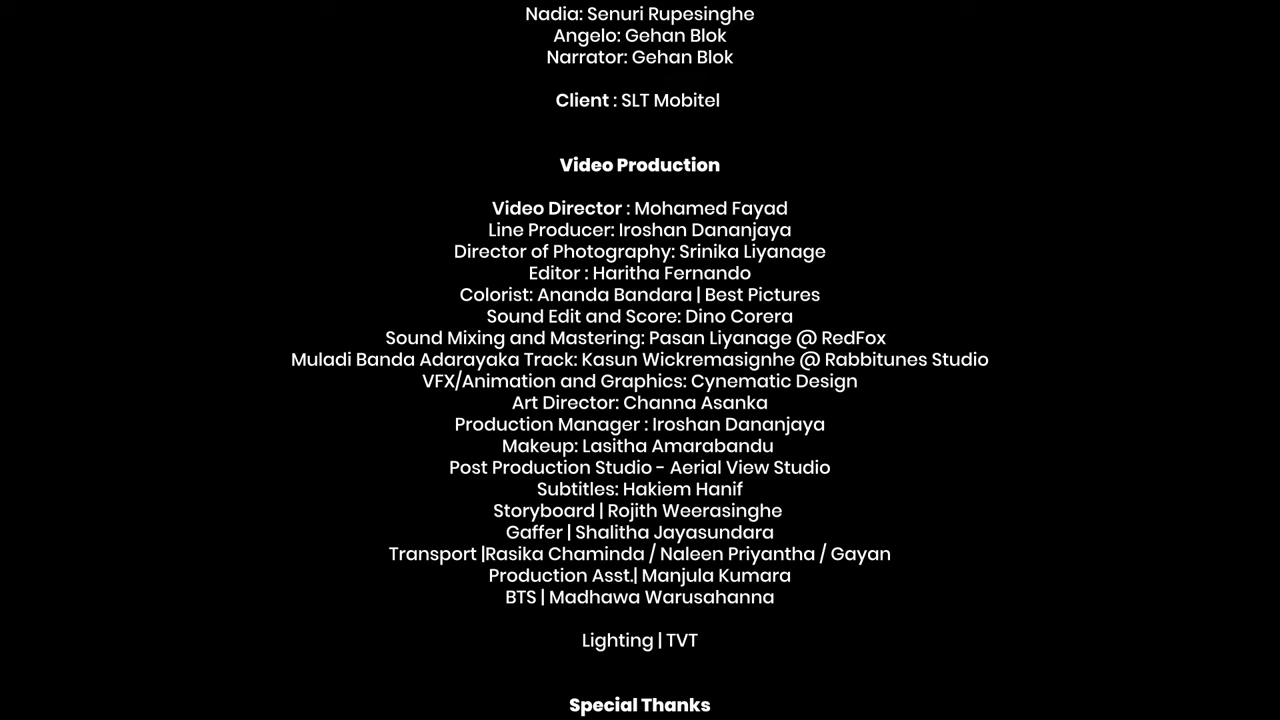 Nadia: Senuri Rupesinghe
Angelo: Gehan Blok
Narrator: Gehan Blok
Client : SLT Mobitel
Video Production
Video Director : Mohamed Fayad
Line Producer: Iroshan Dananjaya
Director of Photography: Srinika Liyanage
Editor : Haritha Fernando
Colorist: Ananda Bandara | Best Pictures
Sound Edit and Score: Dino Corera
Sound Mixing and Mastering: Pasan Liyanage @ RedFox
Muladi Banda Adarayaka Track: Kasun Wickremasignhe @ Rabbitunes Studio
VFX/Animation and Graphics: Cynematic Design
Art Director: Channa Asanka
Production Manager : Iroshan Dananjaya
Makeup: Lasitha Amarabandu
Post Production Studio - Aerial View Studio
Subtitles: Hakiem Hanif
Storyboard | Rojith Weerasinghe
Gaffer | Shalitha Jayasundara
Transport |Rasika Chaminda / Naleen Priyantha / Gayan
Production Asst.| Manjula Kumara
BTS | Madhawa Warusahanna
Lighting | TVT
Special Thanks